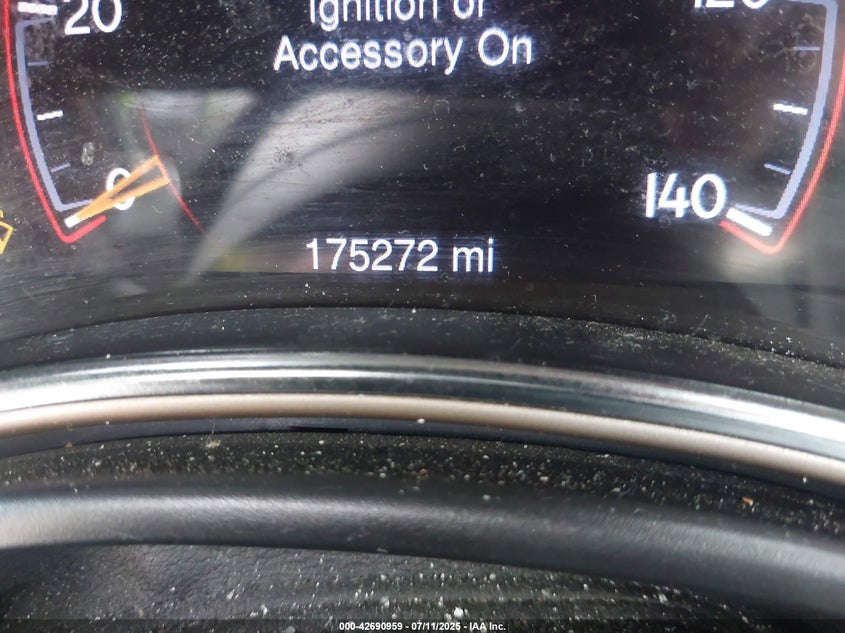 Ignition or
20
120
Accessory On
0
140
175272 mi
000-42690959 - 07/11/2025 - © IAA, Inc.